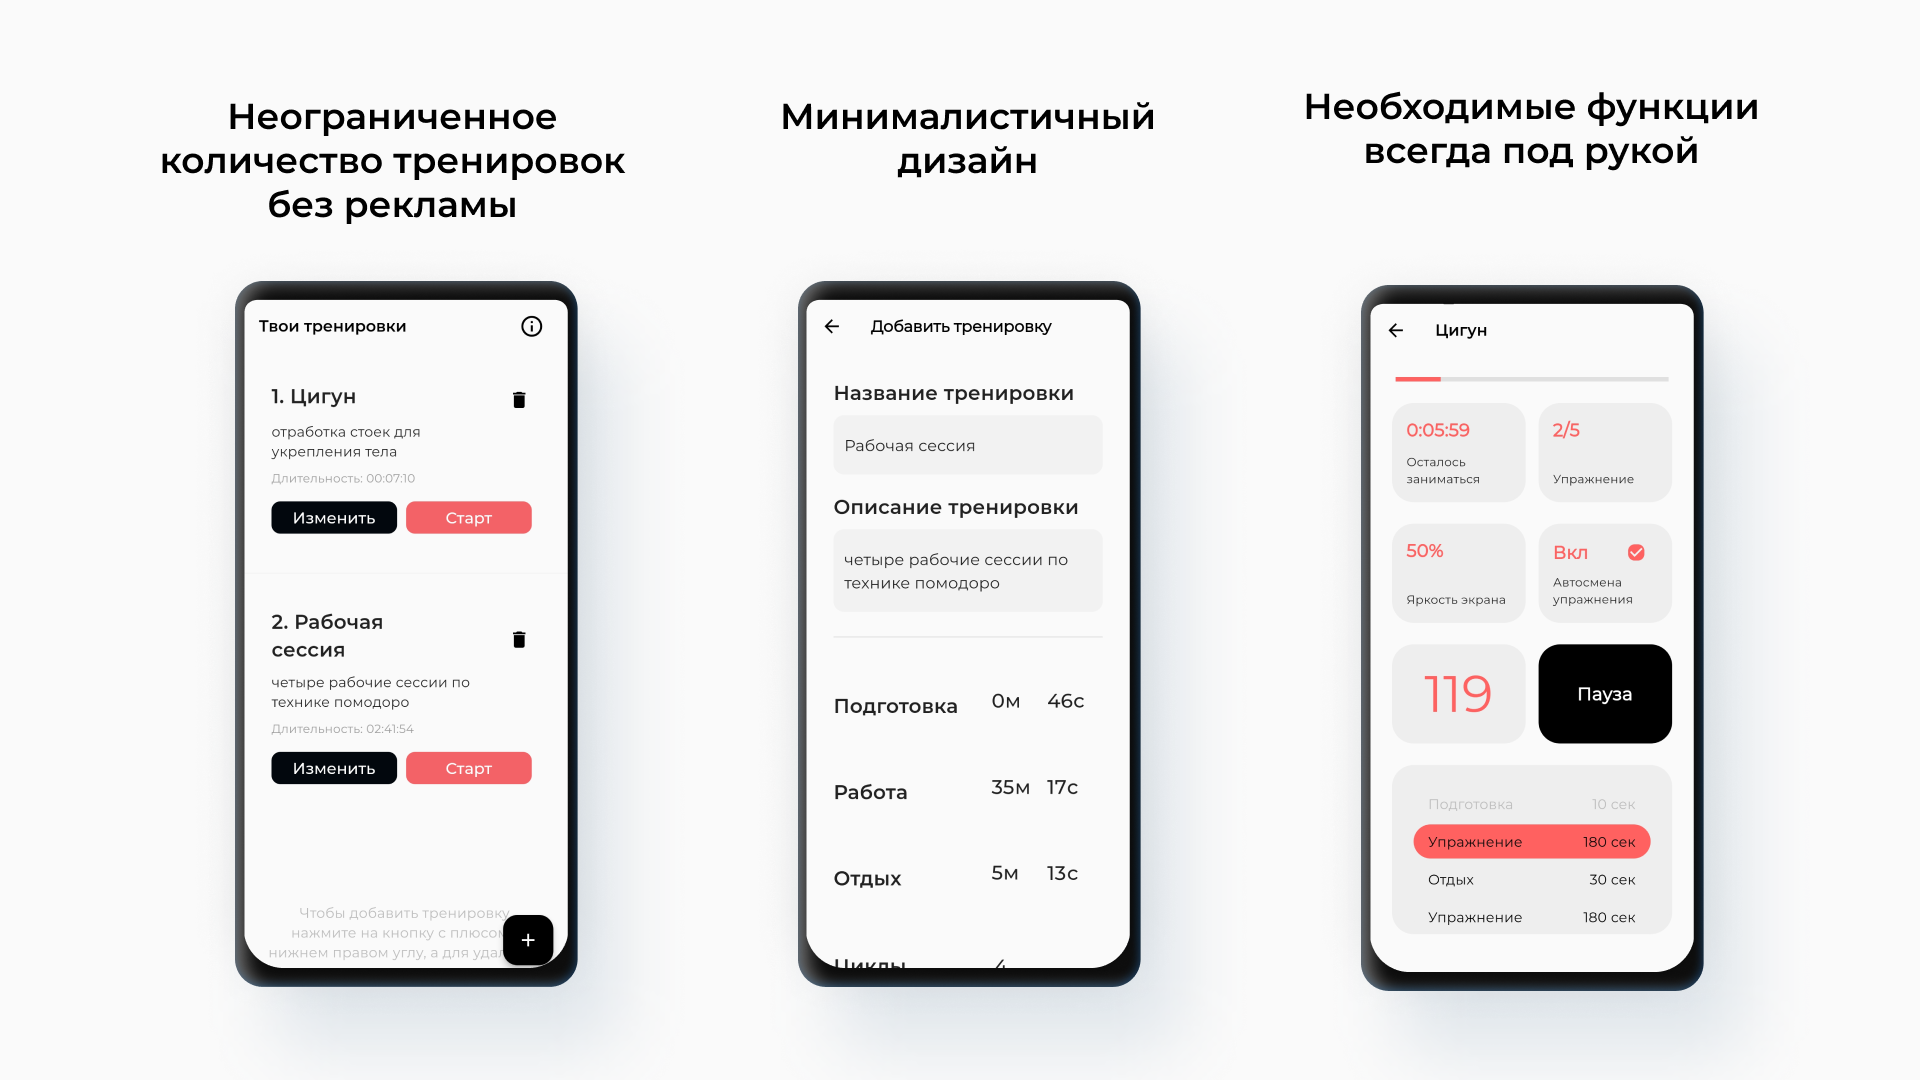 Неограниченное
количество тренировок
без рекламы
Твои тренировки
1. Цигун
отработка стоек для
укрепления тела
Длительность: 00:07:10
Изменить
Старт
2. Рабочая
сессия
четыре рабочие сессии по
технике помодоро
Длительность: 02:41:54
Изменить
Старт
Чтобы добавить тренировку
нажмите на кнопку с плюсом
нижнем правом углу, а для
+
Минималистичный
дизайн
Добавить тренировку
Название тренировки
Рабочая сессия
Описание тренировки
четыре рабочие сессии по
технике помодоро
Подготовка 0м 46с
Работа 35м 17с
Отдых 5м 13с
Циклы 4
Необходимые функции
всегда под рукой
Цигун
0:05:59
Осталось
заниматься
2/5
Упражнение
50%
Яркость экрана
Вкл
Автосмена
упражнения
119
Пауза
Подготовка 10 сек
Упражнение 180 сек
Отдых 30 сек
Упражнение 180 сек